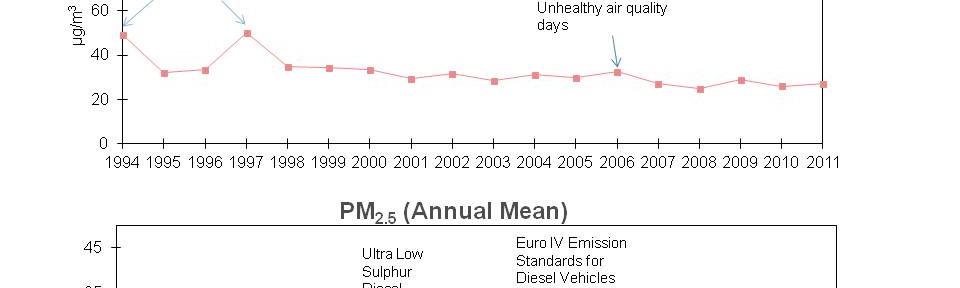 60
Unhealthy air quality
days
µg/m³
40
20
0
1994 1995 1996 1997 1998 1999 2000 2001 2002 2003 2004 2005 2006 2007 2008 2009 2010 2011
PM2.5 (Annual Mean)
45
Ultra Low
Sulphur
Diesel
Euro IV Emission
Standards for
Diesel Vehicles